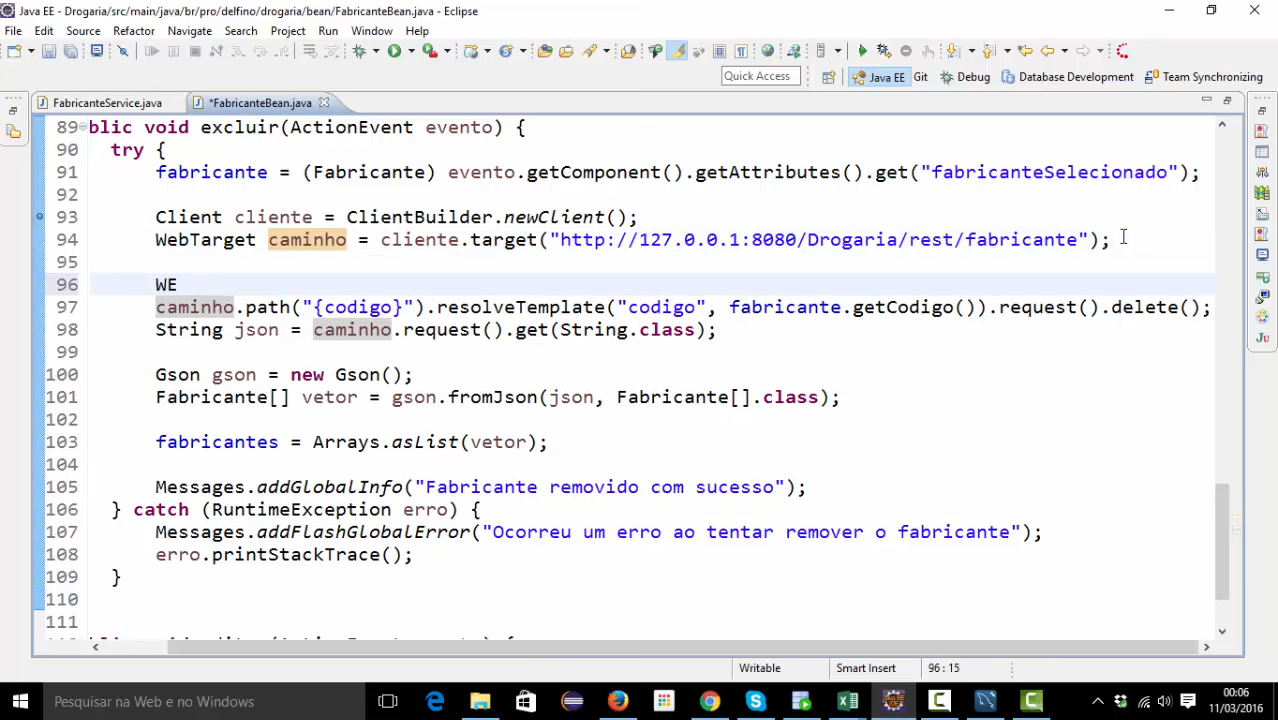 Java EE - Drogaria/src/main/java/br/pro/delfino/drogaria/bean/FabricanteBean.java - Eclipse
File Edit Source Refactor Navigate Search Project Run Window Help
Quick Access Java EE Git Debug Database Development Team Synchronizing
FabricanteService.java *FabricanteBean.java
89 blic void excluir(ActionEvent evento) {
90 try {
91 fabricante = (Fabricante) evento.getComponent().getAttributes().get("fabricanteSelecionado");
92
93 Client cliente = ClientBuilder.newClient();
94 WebTarget caminho = cliente.target("http://127.0.0.1:8080/Drogaria/rest/fabricante");
95
96 WE
97 caminho.path("{codigo}").resolveTemplate("codigo", fabricante.getCodigo()).request().delete();
98 String json = caminho.request().get(String.class);
99
100 Gson gson = new Gson();
101 Fabricante[] vetor = gson.fromJson(json, Fabricante[].class);
102
103 fabricantes = Arrays.asList(vetor);
104
105 Messages.addGlobalInfo("Fabricante removido com sucesso");
106 } catch (RuntimeException erro) {
107 Messages.addFlashGlobalError("Ocorreu um erro ao tentar remover o fabricante");
108 erro.printStackTrace();
109 }
110
111
Writable Smart Insert 96 : 15
Pesquisar na Web e no Windows
00:06
11/03/2016